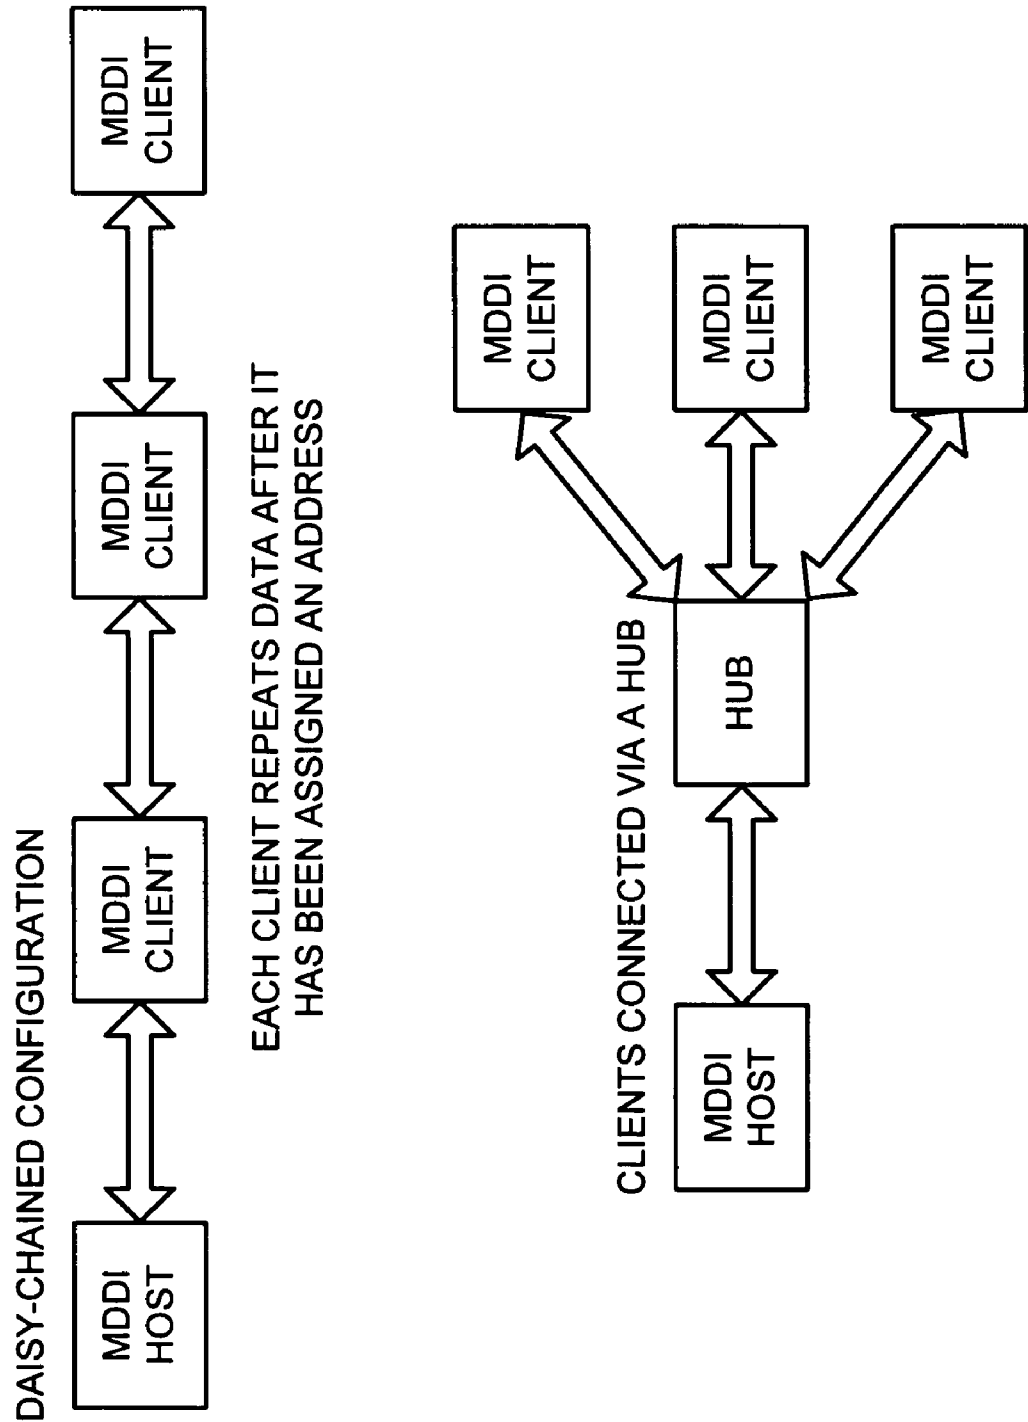 DAISY-CHAINED CONFIGURATION
MDDI
HOST
MDDI
CLIENT
MDDI
CLIENT
MDDI
CLIENT
EACH CLIENT REPEATS DATA AFTER IT
HAS BEEN ASSIGNED AN ADDRESS
CLIENTS CONNECTED VIA A HUB
MDDI
HOST
HUB
MDDI
CLIENT
MDDI
CLIENT
MDDI
CLIENT